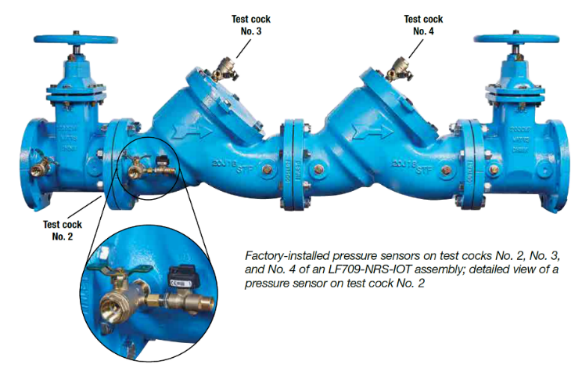 Test cock
No. 3
Test cock
No. 4
Test cock
No. 2
Factory-installed pressure sensors on test cocks No. 2, No. 3,
and No. 4 of an LF709-NRS-IOT assembly; detailed view of a
pressure sensor on test cock No. 2